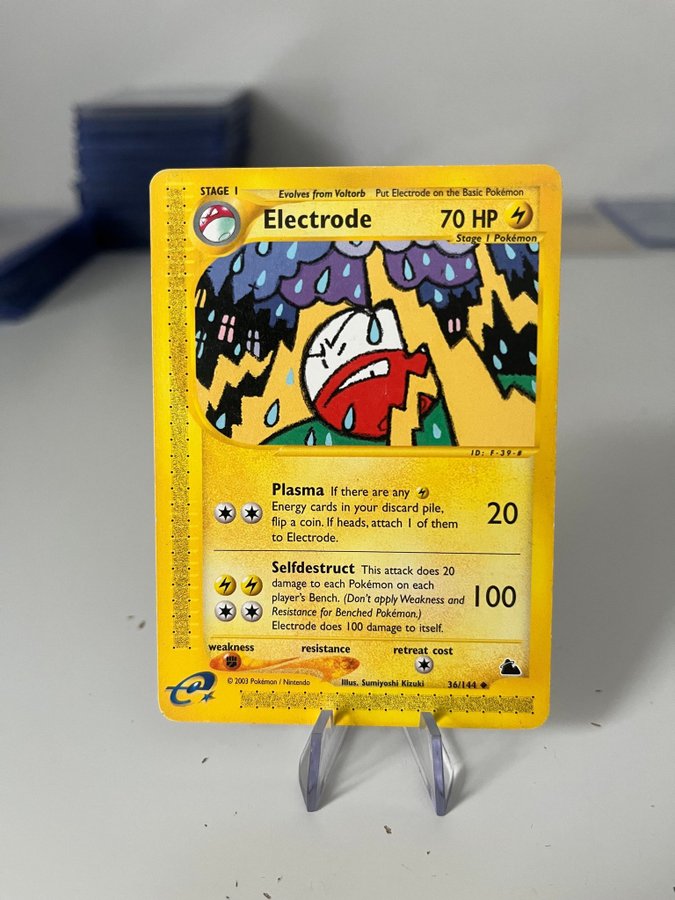 STAGE 1 Evolves from Voltorb Put Electrode on the Basic Pokémon
Electrode 70 HP
Stage 1 Pokémon
ID: F-39-#
Plasma If there are any
Energy cards in your discard pile,
flip a coin. If heads, attach 1 of them
to Electrode.
20
Selfdestruct This attack does 20
damage to each Pokémon on each
player's Bench. (Don't apply Weakness and
Resistance for Benched Pokémon.)
Electrode does 100 damage to itself.
100
weakness resistance retreat cost
© 2003 Pokémon / Nintendo Illus. Sumiyoshi Kizuki 36/144
e